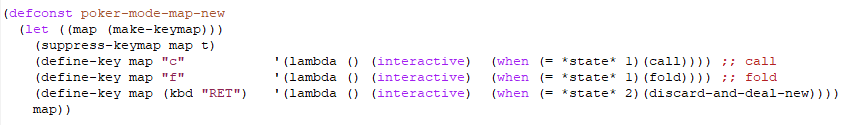 (defconst poker-mode-map-new
  (let ((map (make-keymap)))
    (suppress-keymap map t)
    (define-key map "c"           '(lambda () (interactive)  (when (= *state* 1)(call)))) ;; call
    (define-key map "f"           '(lambda () (interactive)  (when (= *state* 1)(fold)))) ;; fold
    (define-key map (kbd "RET")   '(lambda () (interactive)  (when (= *state* 2)(discard-and-deal-new))))
    map))